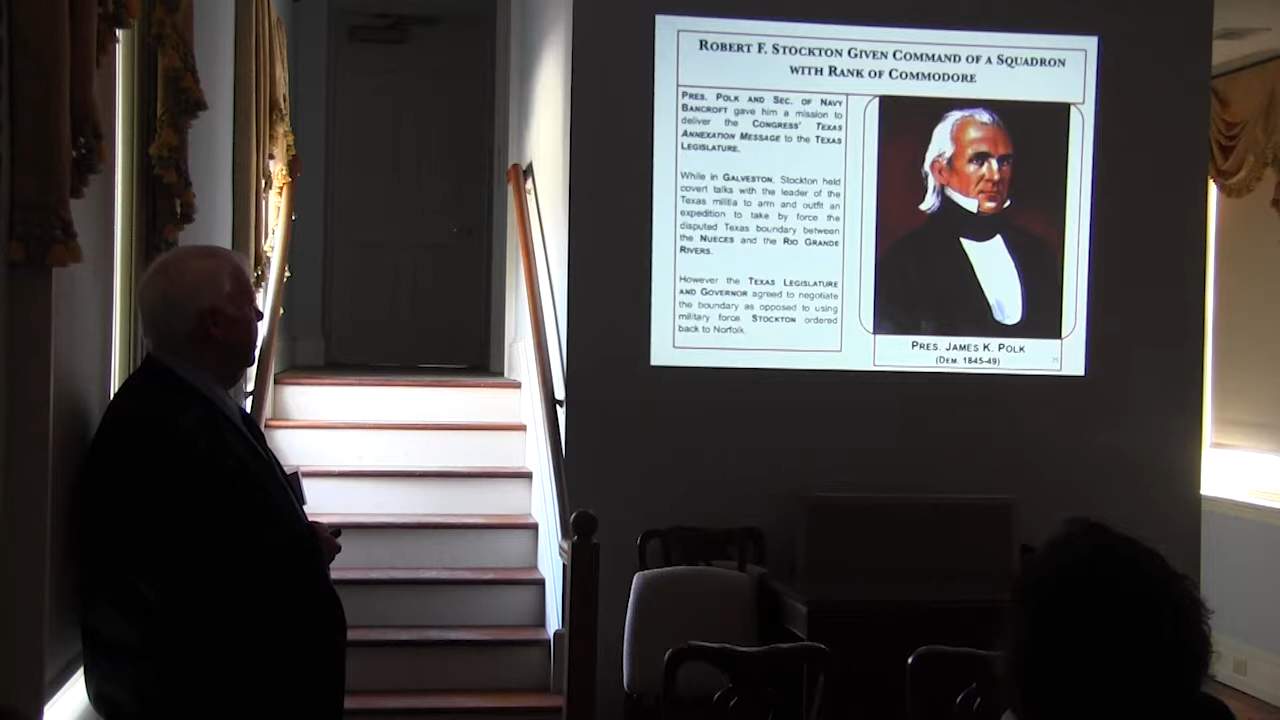 ROBERT F. STOCKTON GIVEN COMMAND OF A SQUADRON
WITH RANK OF COMMODORE
PRES. POLK AND SEC. OF NAVY
BANCROFT gave him a mission to
deliver the CONGRESS' TEXAS
ANNEXATION MESSAGE to the TEXAS
LEGISLATURE.
While in GALVESTON, Stockton held
covert talks with the leader of the
Texas militia to arm and outfit an
expedition to take by force the
disputed Texas boundary between
the NUECES and the RIO GRANDE
RIVERS.
However the TEXAS LEGISLATURE
AND GOVERNOR agreed to negotiate
the boundary as opposed to using
military force. STOCKTON ordered
back to Norfolk.
PRES. JAMES K. POLK
(DEM. 1845-49)